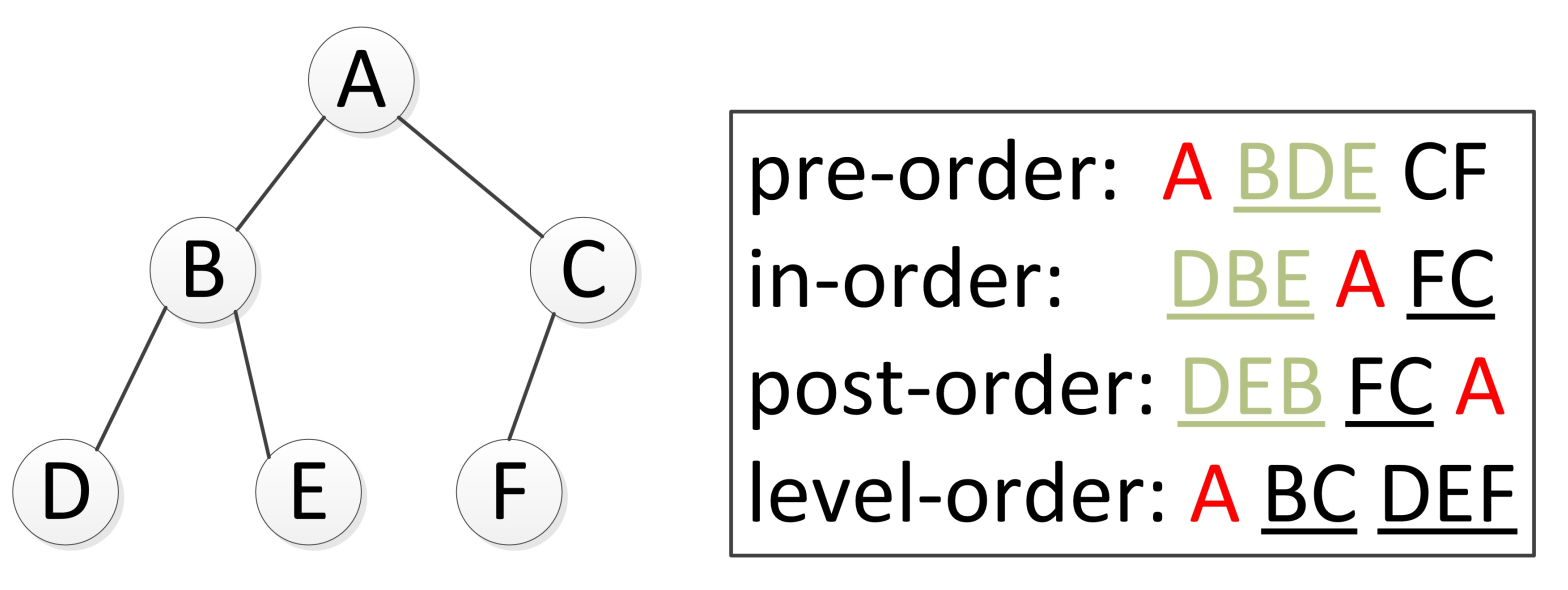 A
B C
D E F
pre-order: A BDE CF
in-order: DBE A FC
post-order: DEB FC A
level-order: A BC DEF